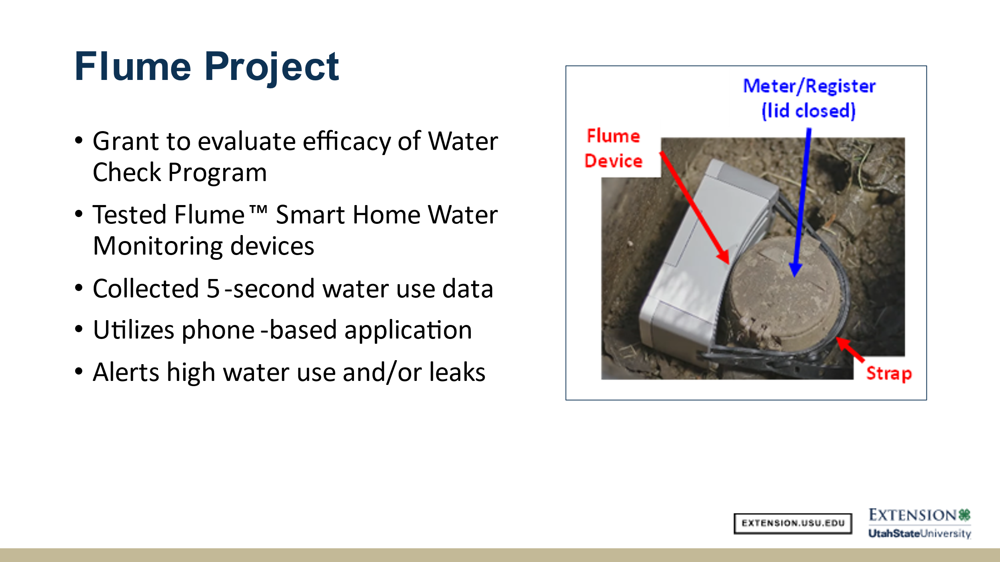 Flume Project
• Grant to evaluate efficacy of Water
Check Program
• Tested Flume™ Smart Home Water
Monitoring devices
• Collected 5-second water use data
• Utilizes phone-based application
• Alerts high water use and/or leaks
Meter/Register
(lid closed)
Flume
Device
Strap
EXTENSION.USU.EDU
EXTENSION
UtahStateUniversity